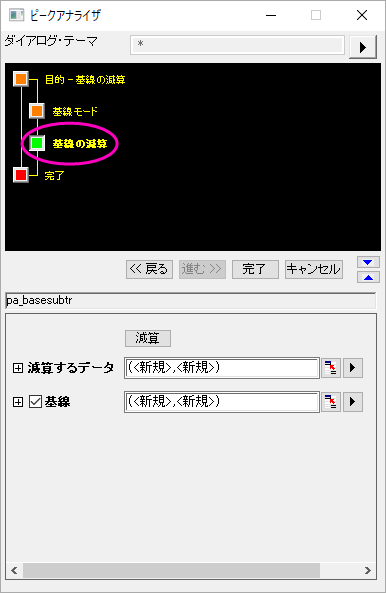 ピークアナライザ
ダイアログ・テーマ *
目的 - 基線の減算
基線モード
基線の減算
完了
<< 戻る 進む >> 完了 キャンセル
pa_basesubtr
減算
減算するデータ (<新規>,<新規>)
基線 (<新規>,<新規>)